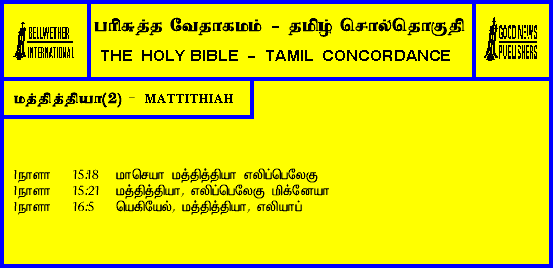 BELLWETHER
INTERNATIONAL
பரிசுத்த வேதாகமம் - தமிழ் சொல்தொகுதி
THE HOLY BIBLE - TAMIL CONCORDANCE
GOOD NEWS
PUBLISHERS
மத்தித்தியா(2) - MATTITHIAH
1நாளா 15:18 மாசெயா மத்தித்தியா எலிப்பெலேகு
1நாளா 15:21 மத்தித்தியா, எலிப்பெலேகு மிக்னேயா
1நாளா 16:5 யெகியேல், மத்தித்தியா, எலியாப்